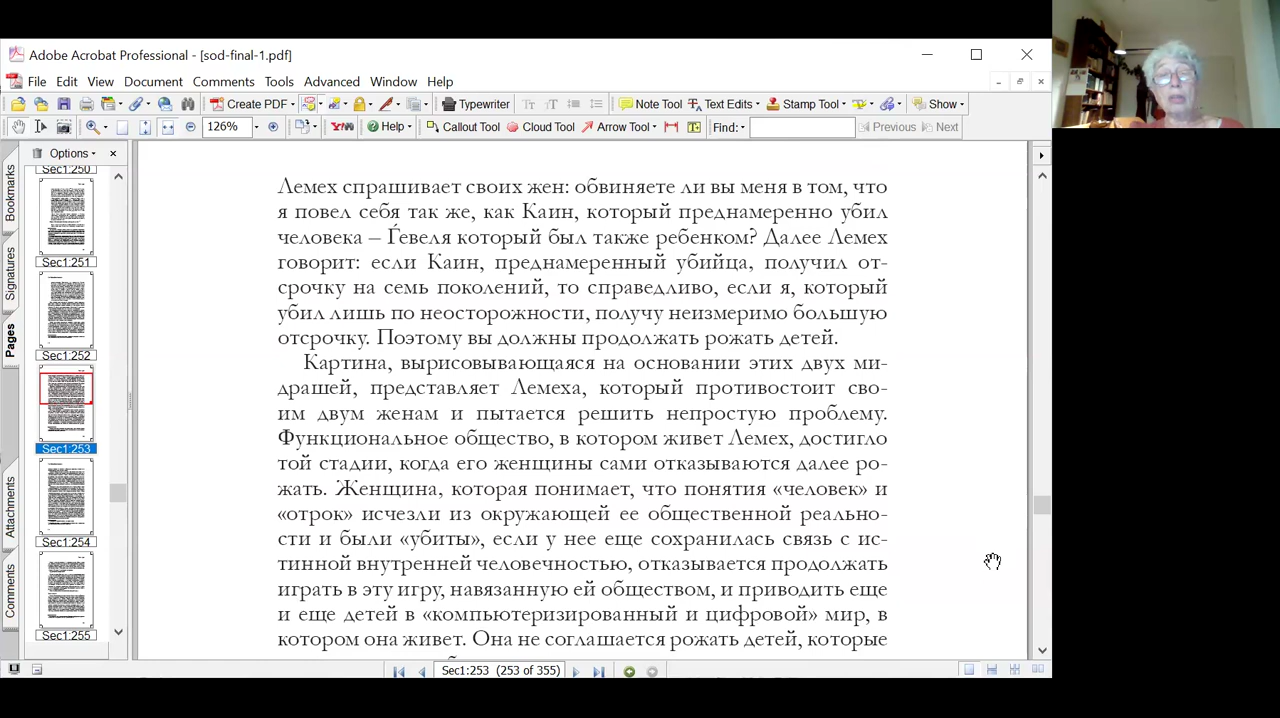 Adobe Acrobat Professional - [sod-final-1.pdf]
File Edit View Document Comments Tools Advanced Window Help
Create PDF Typewriter Note Tool Text Edits Stamp Tool Show
126% Help Callout Tool Cloud Tool Arrow Tool Find: Previous Next
Options
Bookmarks
Signatures
Pages
Attachments
Comments
Sec1:250
Sec1:251
Sec1:252
Sec1:253
Sec1:254
Sec1:255
Лемех спрашивает своих жен: обвиняете ли вы меня в том, что
я повел себя так же, как Каин, который преднамеренно убил
человека – Ѓевеля который был также ребенком? Далее Лемех
говорит: если Каин, преднамеренный убийца, получил от-
срочку на семь поколений, то справедливо, если я, который
убил лишь по неосторожности, получу неизмеримо большую
отсрочку. Поэтому вы должны продолжать рожать детей.
Картина, вырисовывающаяся на основании этих двух ми-
драшей, представляет Лемеха, который противостоит сво-
им двум женам и пытается решить непростую проблему.
Функциональное общество, в котором живет Лемех, достигло
той стадии, когда его женщины сами отказываются далее ро-
жать. Женщина, которая понимает, что понятия «человек» и
«отрок» исчезли из окружающей ее общественной реально-
сти и были «убиты», если у нее еще сохранилась связь с ис-
тинной внутренней человечностью, отказывается продолжать
играть в эту игру, навязанную ей обществом, и приводить еще
и еще детей в «компьютеризированный и цифровой» мир, в
котором она живет. Она не соглашается рожать детей, которые
Sec1:253 (253 of 355)